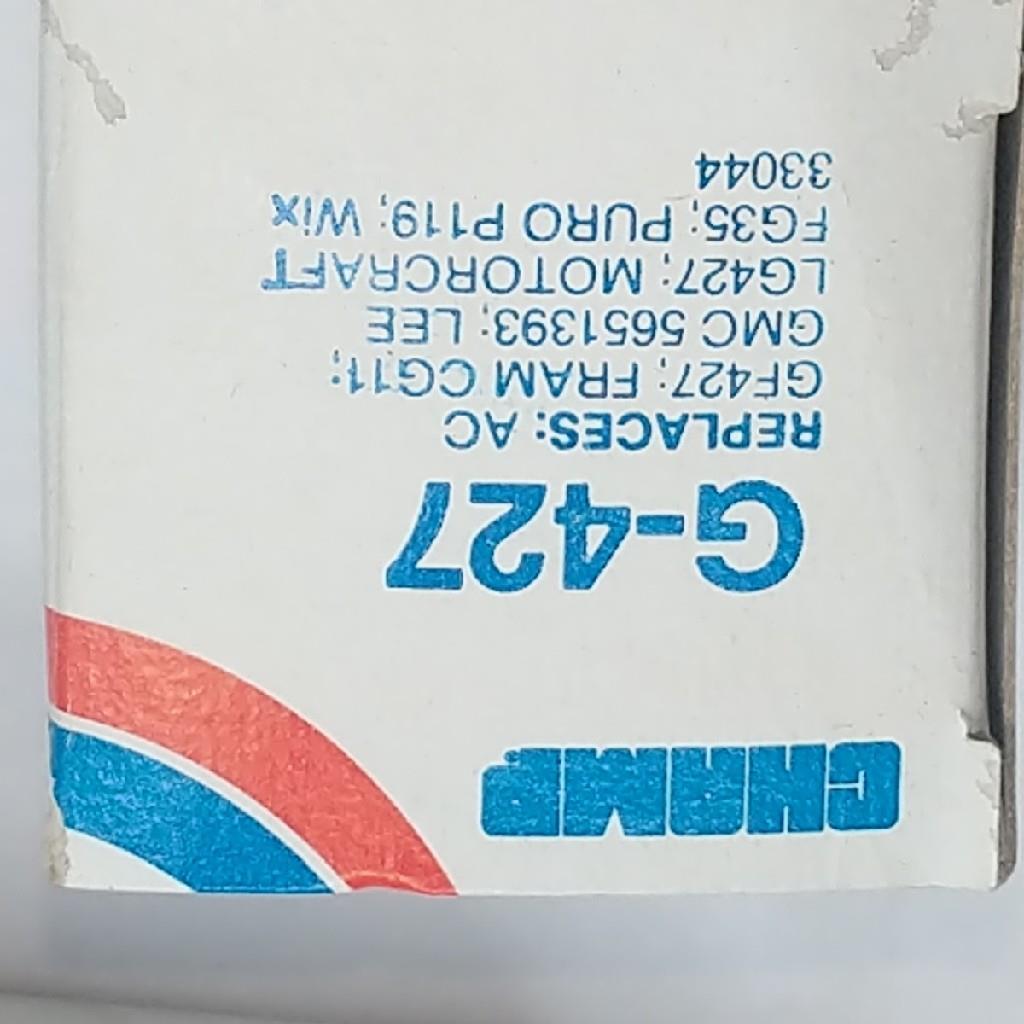 CHAMP
G-427
REPLACES: AC
GF427; FRAM CG11;
GMC 5651393; LEE
LG427; MOTORCRAFT
FG35; PURO P119; Wix
33044